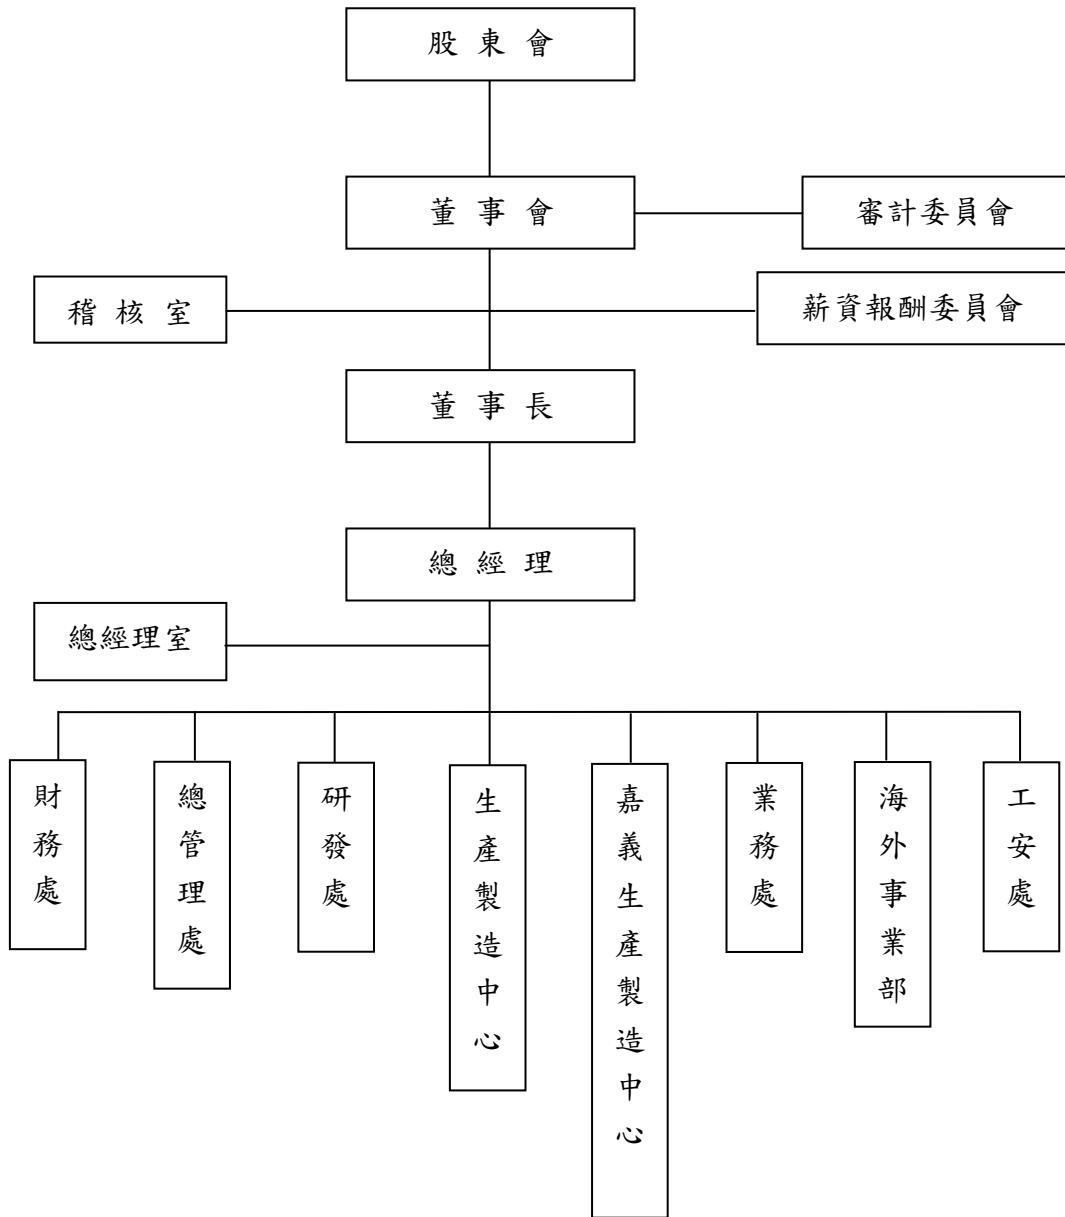 股東會
董事會
審計委員會
稽核室
薪資報酬委員會
董事長
總經理
總經理室
財務處
總管理處
研發處
生產製造中心
嘉義生產製造中心
業務處
海外事業部
工安處